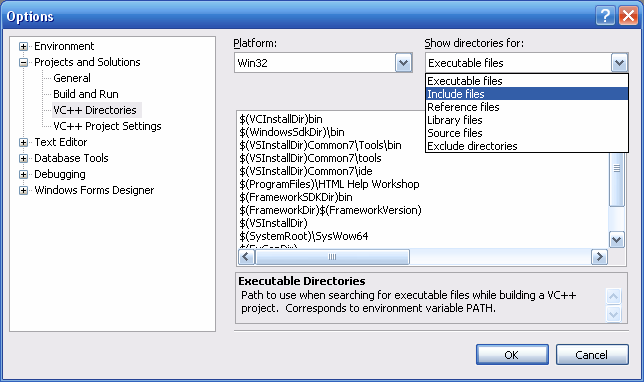 Options
Environment
Projects and Solutions
General
Build and Run
VC++ Directories
VC++ Project Settings
Text Editor
Database Tools
Debugging
Windows Forms Designer
Platform:
Win32
Show directories for:
Executable files
Executable files
Include files
Reference files
Library files
Source files
Exclude directories
$(VCInstallDir)bin
$(WindowsSdkDir)\bin
$(VSInstallDir)Common7\Tools\bin
$(VSInstallDir)Common7\tools
$(VSInstallDir)Common7\ide
$(ProgramFiles)\HTML Help Workshop
$(FrameworkSDKDir)bin
$(FrameworkDir)$(FrameworkVersion)
$(VSInstallDir)
$(SystemRoot)\SysWow64
Executable Directories
Path to use when searching for executable files while building a VC++
project.  Corresponds to environment variable PATH.
OK
Cancel